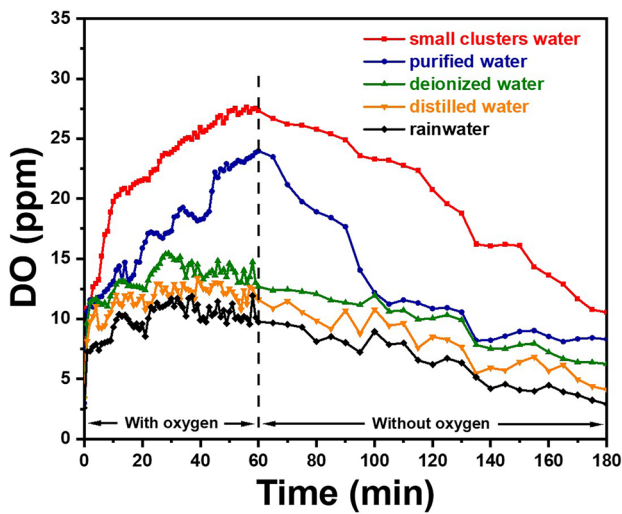 35
30
25
20
15
10
5
0
DO (ppm)
small clusters water
purified water
deionized water
distilled water
rainwater
With oxygen
Without oxygen
0 20 40 60 80 100 120 140 160 180
Time (min)